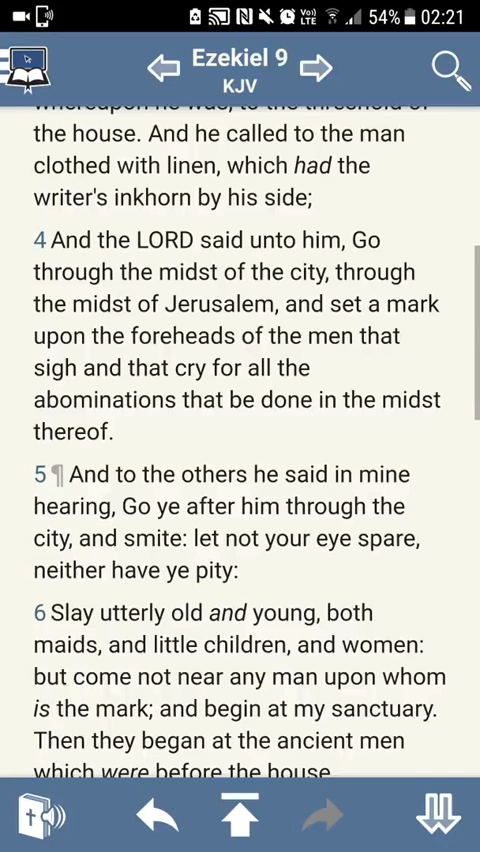 54% 02:21
Ezekiel 9
KJV
whereupon he was, to the threshold of
the house. And he called to the man
clothed with linen, which had the
writer's inkhorn by his side;
4 And the LORD said unto him, Go
through the midst of the city, through
the midst of Jerusalem, and set a mark
upon the foreheads of the men that
sigh and that cry for all the
abominations that be done in the midst
thereof.
5 ¶ And to the others he said in mine
hearing, Go ye after him through the
city, and smite: let not your eye spare,
neither have ye pity:
6 Slay utterly old and young, both
maids, and little children, and women:
but come not near any man upon whom
is the mark; and begin at my sanctuary.
Then they began at the ancient men
which were before the house.